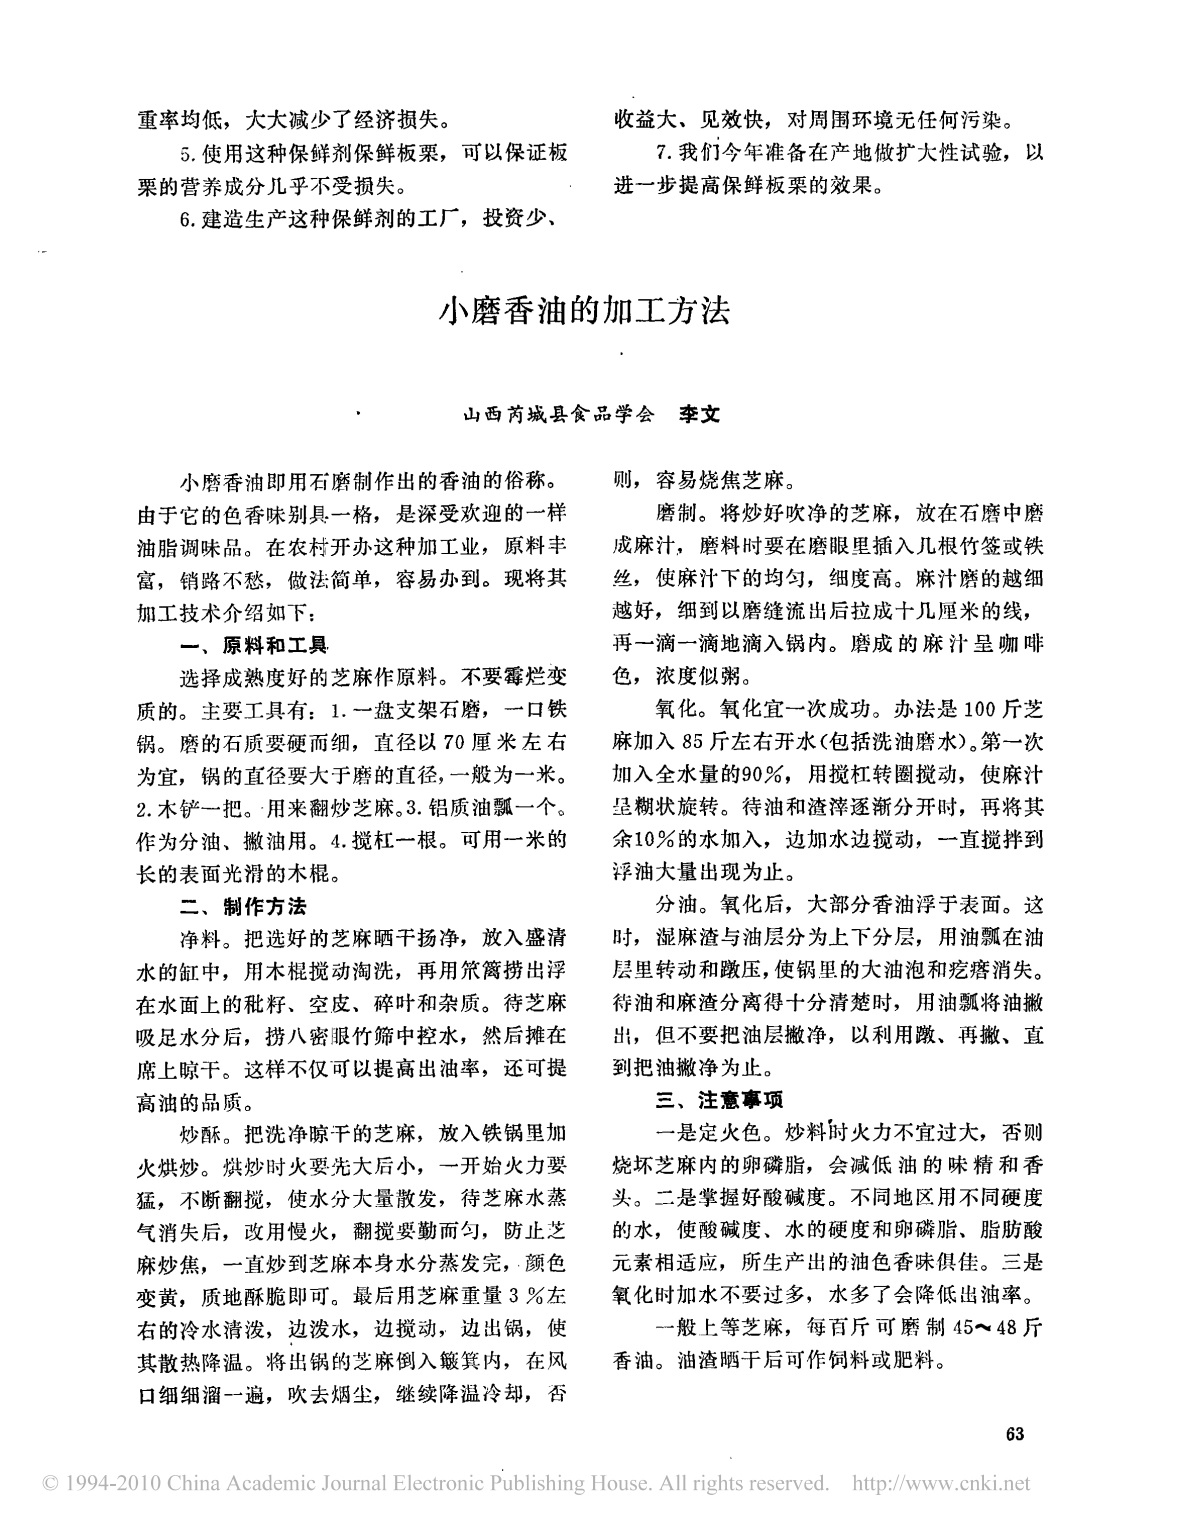 重率均低，大大减少了经济损失。
5.使用这种保鲜剂保鲜板栗，可以保证板
栗的营养成分几乎不受损失。
6.建造生产这种保鲜剂的工厂，投资少、
收益大、见效快，对周围环境无任何污染。
7.我们今年准备在产地做扩大性试验，以
进一步提高保鲜板栗的效果。
小磨香油的加工方法
山西芮城县食品学会 李文
小磨香油即用石磨制作出的香油的俗称。
由于它的色香味别具一格，是深受欢迎的一样
油脂调味品。在农村开办这种加工业，原料丰
富，销路不愁，做法简单，容易办到。现将其
加工技术介绍如下：
一、原料和工具
选择成熟度好的芝麻作原料。不要霉烂变
质的。主要工具有：1.一盘支架石磨，一口铁
锅。磨的石质要硬而细，直径以70厘米左右
为宜，锅的直径要大于磨的直径，一般为一米。
2.木铲一把。用来翻炒芝麻。3.铝质油瓢一个。
作为分油、撇油用。4.搅杠一根。可用一米的
长的表面光滑的木棍。
二、制作方法
净料。把选好的芝麻晒干扬净，放入盛清
水的缸中，用木棍搅动淘洗，再用笊篱捞出浮
在水面上的秕籽、空皮、碎叶和杂质。待芝麻
吸足水分后，捞八密眼竹筛中控水，然后摊在
席上晾干。这样不仅可以提高出油率，还可提
高油的品质。
炒酥。把洗净晾干的芝麻，放入铁锅里加
火烘炒。烘炒时火要先大后小，一开始火力要
猛，不断翻搅，使水分大量散发，待芝麻水蒸
气消失后，改用慢火，翻搅要勤而匀，防止芝
麻炒焦，一直炒到芝麻本身水分蒸发完，颜色
变黄，质地酥脆即可。最后用芝麻重量3%左
右的冷水清泼，边泼水，边搅动，边出锅，使
其散热降温。将出锅的芝麻倒入簸箕内，在风
口细细溜一遍，吹去烟尘，继续降温冷却，否
则，容易烧焦芝麻。
磨制。将炒好吹净的芝麻，放在石磨中磨
成麻汁，磨料时要在磨眼里插入几根竹签或铁
丝，使麻汁下的均匀，细度高。麻汁磨的越细
越好，细到以磨缝流出后拉成十几厘米的线，
再一滴一滴地滴入锅内。磨成的麻汁呈咖啡
色，浓度似粥。
氧化。氧化宜一次成功。办法是100斤芝
麻加入85斤左右开水（包括洗油磨水）。第一次
加入全水量的90%，用搅杠转圈搅动，使麻汁
呈糊状旋转。待油和渣滓逐渐分开时，再将其
余10%的水加入，边加水边搅动，一直搅拌到
浮油大量出现为止。
分油。氧化后，大部分香油浮于表面。这
时，湿麻渣与油层分为上下分层，用油瓢在油
层里转动和礅压，使锅里的大油泡和疙瘩消失。
待油和麻渣分离得十分清楚时，用油瓢将油撇
出，但不要把油层撇净，以利用礅、再撇、直
到把油撇净为止。
三、注意事项
一是定火色。炒料时火力不宜过大，否则
烧坏芝麻内的卵磷脂，会减低油的味精和香
头。二是掌握好酸碱度。不同地区用不同硬度
的水，使酸碱度、水的硬度和卵磷脂、脂肪酸
元素相适应，所生产出的油色香味俱佳。三是
氧化时加水不要过多，水多了会降低出油率。
一般上等芝麻，每百斤可磨制45～48斤
香油。油渣晒干后可作饲料或肥料。
63
© 1994-2010 China Academic Journal Electronic Publishing House. All rights reserved. http://www.cnki.net